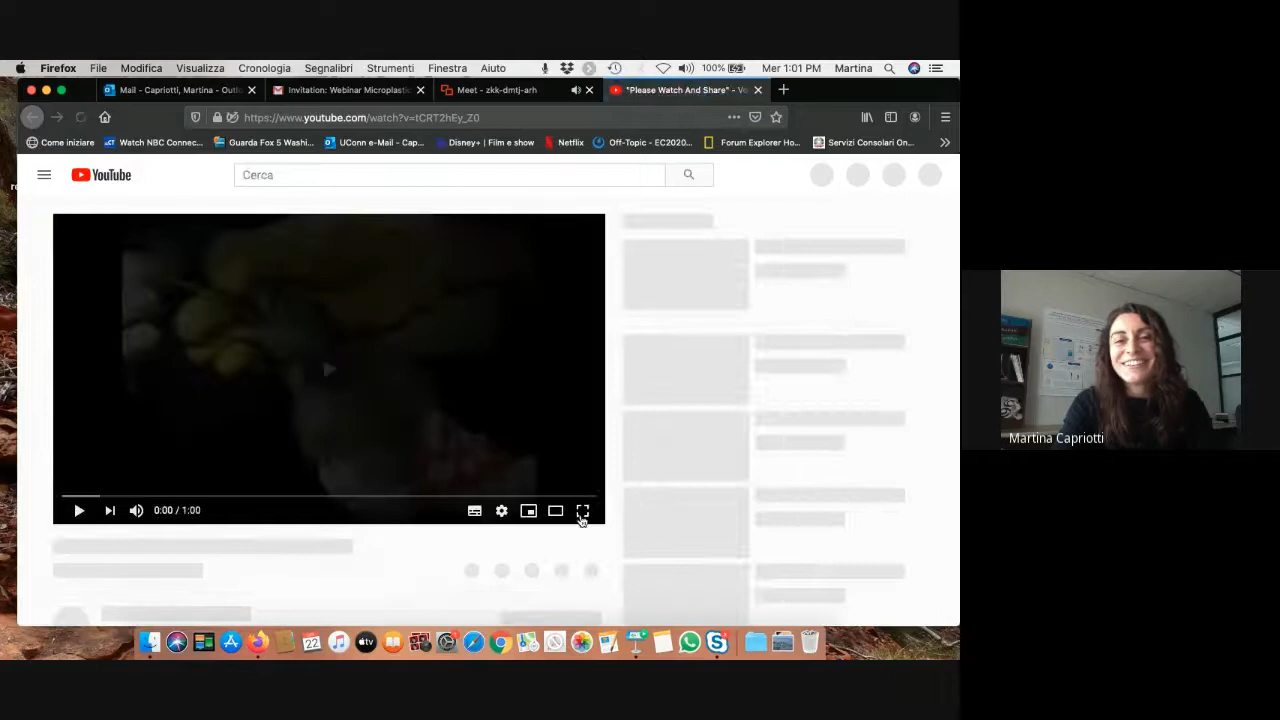 Firefox File Modifica Visualizza Cronologia Segnalibri Strumenti Finestra Aiuto 100% Mer 1:01 PM Martina
Mail - Capriotti, Martina - Outl
Invitation: Webinar Microplastic
Meet - zkk-dmtj-arh
"Please Watch And Share" - Ve
https://www.youtube.com/watch?v=tCRT2hEy_Z0
Come iniziare
Watch NBC Connec...
Guarda Fox 5 Washi...
UConn e-Mail - Cap...
Disney+ | Film e show
Netflix
Off-Topic - EC2020...
Forum Explorer Ho...
Servizi Consolari On...
YouTube
Cerca
0:00 / 1:00
Martina Capriotti
22
tv